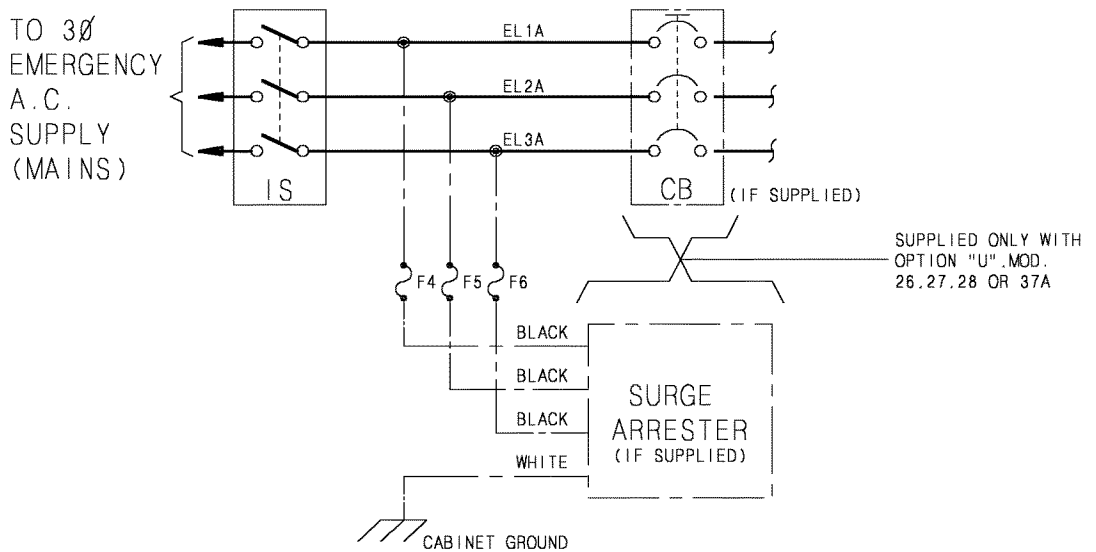 TO 3Ø
EMERGENCY
A.C.
SUPPLY
(MAINS)
IS
EL1A
EL2A
EL3A
CB
(IF SUPPLIED)
SUPPLIED ONLY WITH
OPTION "U",MOD.
26,27,28 OR 37A
F4
F5
F6
BLACK
BLACK
BLACK
WHITE
SURGE
ARRESTER
(IF SUPPLIED)
CABINET GROUND